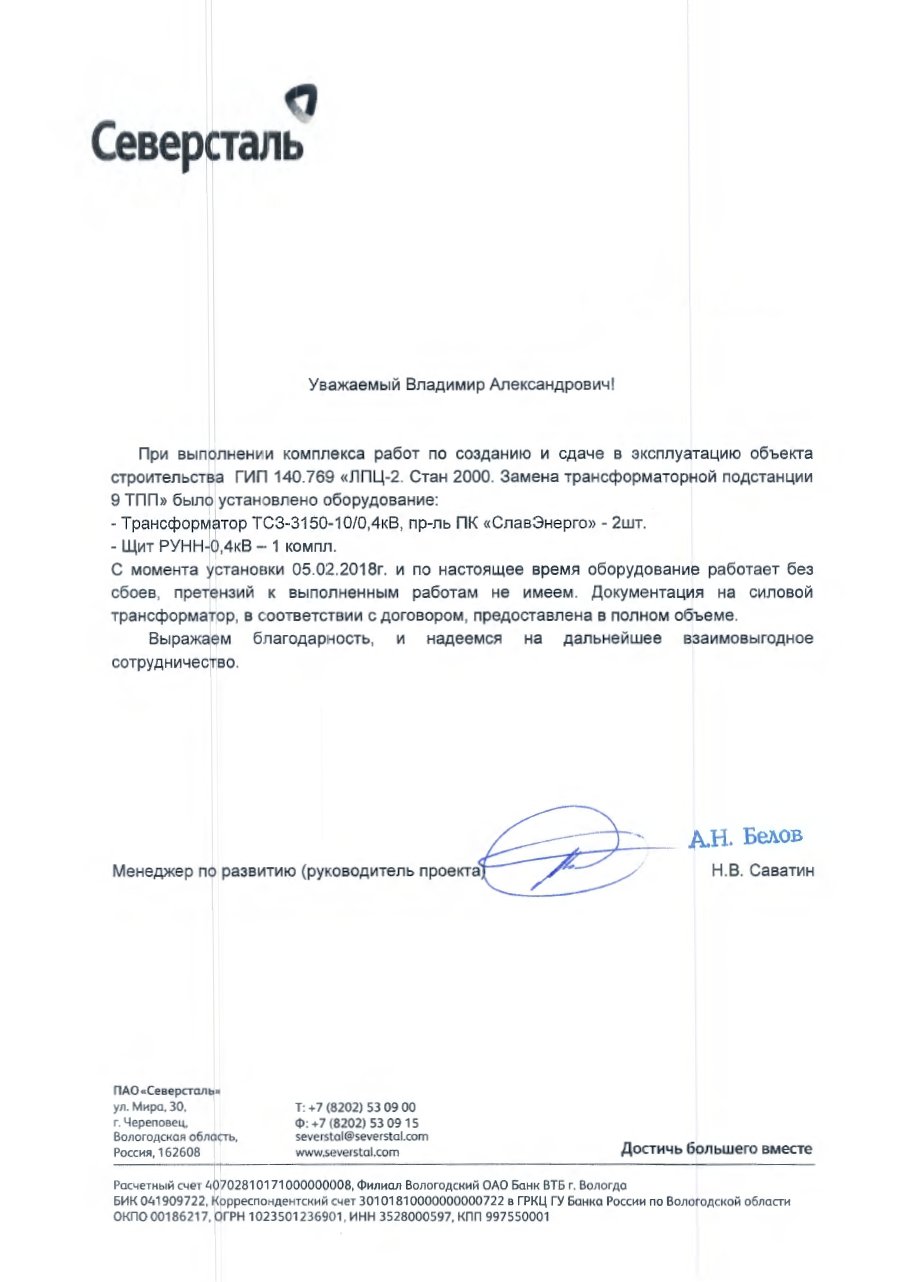 Северсталь
Уважаемый Владимир Александрович!
При выполнении комплекса работ по созданию и сдаче в эксплуатацию объекта
строительства ГИП 140.769 «ЛПЦ-2. Стан 2000. Замена трансформаторной подстанции
9 ТПП» было установлено оборудование:
- Трансформатор ТСЗ-3150-10/0,4кВ, пр-ль ПК «СлавЭнерго» - 2шт.
- Щит РУНН-0,4кВ – 1 компл.
С момента установки 05.02.2018г. и по настоящее время оборудование работает без
сбоев, претензий к выполненным работам не имеем. Документация на силовой
трансформатор, в соответствии с договором, предоставлена в полном объеме.
Выражаем благодарность, и надеемся на дальнейшее взаимовыгодное
сотрудничество.
А.Н. Белов
Менеджер по развитию (руководитель проекта) Н.В. Саватин
ПАО «Северсталь»
ул. Мира, 30,
г. Череповец,
Вологодская область,
Россия, 162608
Т: +7 (8202) 53 09 00
Ф: +7 (8202) 53 09 15
severstal@severstal.com
www.severstal.com
Достичь большего вместе
Расчетный счет 40702810171000000008, Филиал Вологодский ОАО Банк ВТБ г. Вологда
БИК 041909722, Корреспондентский счет 30101810000000000722 в ГРКЦ ГУ Банка России по Вологодской области
ОКПО 00186217, ОГРН 1023501236901, ИНН 3528000597, КПП 997550001